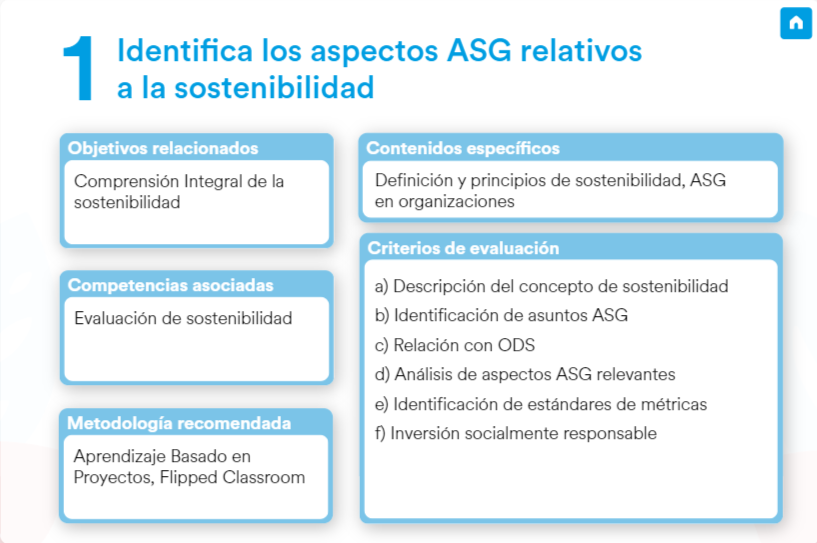 1
Identifica los aspectos ASG relativos
a la sostenibilidad
Objetivos relacionados
Comprensión Integral de la
sostenibilidad
Competencias asociadas
Evaluación de sostenibilidad
Metodología recomendada
Aprendizaje Basado en
Proyectos, Flipped Classroom
Contenidos específicos
Definición y principios de sostenibilidad, ASG
en organizaciones
Criterios de evaluación
a) Descripción del concepto de sostenibilidad
b) Identificación de asuntos ASG
c) Relación con ODS
d) Análisis de aspectos ASG relevantes
e) Identificación de estándares de métricas
f) Inversión socialmente responsable